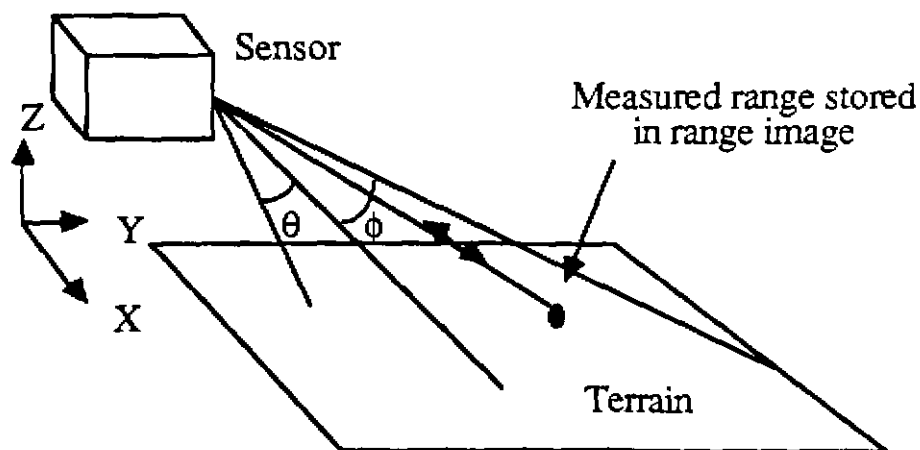 Sensor
Measured range stored
in range image
Z
θ
ϕ
Y
X
Terrain